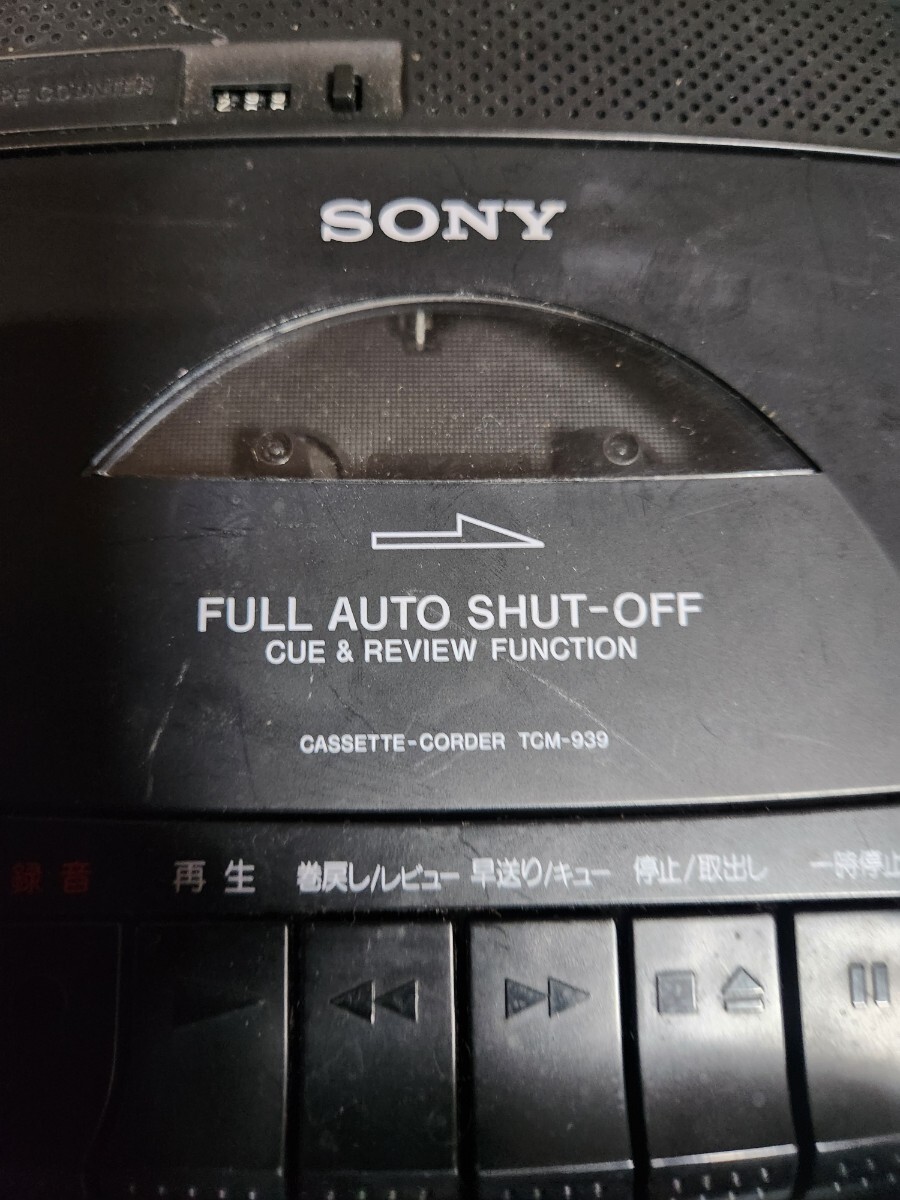 COUNTER
SONY
FULL AUTO SHUT-OFF
CUE & REVIEW FUNCTION
CASSETTE-CORDER TCM-939
録音 再生 巻戻し/レビュー 早送り/キュー 停止/取出し 一時停止